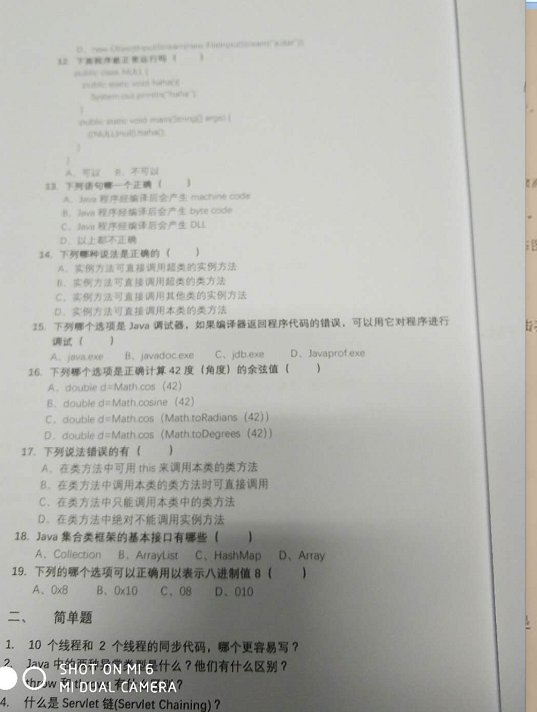 D、new ObjectInputStream(new FileInputStream("a.dat"));
12. 下面程序能正常运行吗（ ）
public class NULL {
public static void haha(){
System.out.println("haha");
}
public static void main(String[] args) {
((NULL)null).haha();
}
}
A、可以 B、不可以
13. 下列语句哪一个正确（ ）
A、Java 程序经编译后会产生 machine code
B、Java 程序经编译后会产生 byte code
C、Java 程序经编译后会产生 DLL
D、以上都不正确
14. 下列哪种说法是正确的（ ）
A、实例方法可直接调用超类的实例方法
B、实例方法可直接调用超类的类方法
C、实例方法可直接调用其他类的实例方法
D、实例方法可直接调用本类的类方法
15. 下列哪个选项是 Java 调试器，如果编译器返回程序代码的错误，可以用它对程序进行
调试（ ）
A、java.exe B、javadoc.exe C、jdb.exe D、Javaprof.exe
16. 下列哪个选项是正确计算 42 度（角度）的余弦值（ ）
A、double d=Math.cos（42）
B、double d=Math.cosine（42）
C、double d=Math.cos（Math.toRadians（42））
D、double d=Math.cos（Math.toDegrees（42））
17. 下列说法错误的有（ ）
A、在类方法中可用 this 来调用本类的类方法
B、在类方法中调用本类的类方法时可直接调用
C、在类方法中只能调用本类中的类方法
D、在类方法中绝对不能调用实例方法
18. Java 集合类框架的基本接口有哪些（ ）
A、Collection B、ArrayList C、HashMap D、Array
19. 下列的哪个选项可以正确用以表示八进制值 8（ ）
A、0x8 B、0x10 C、08 D、010
二、 简单题
1. 10 个线程和 2 个线程的同步代码，哪个更容易写？
2. Java 中的两种异常类型是什么？他们有什么区别？
throw
4. 什么是 Servlet 链(Servlet Chaining)？
SHOT ON MI 6
MI DUAL CAMERA